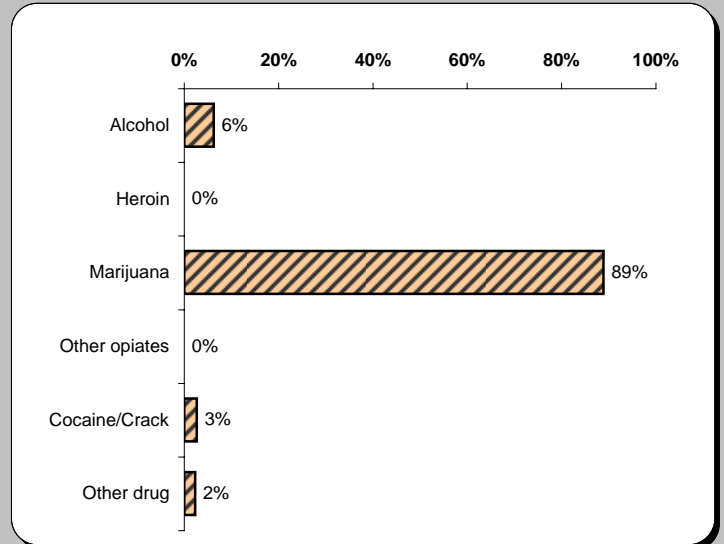 0% 20% 40% 60% 80% 100%
Alcohol 6%
Heroin 0%
Marijuana 89%
Other opiates 0%
Cocaine/Crack 3%
Other drug 2%